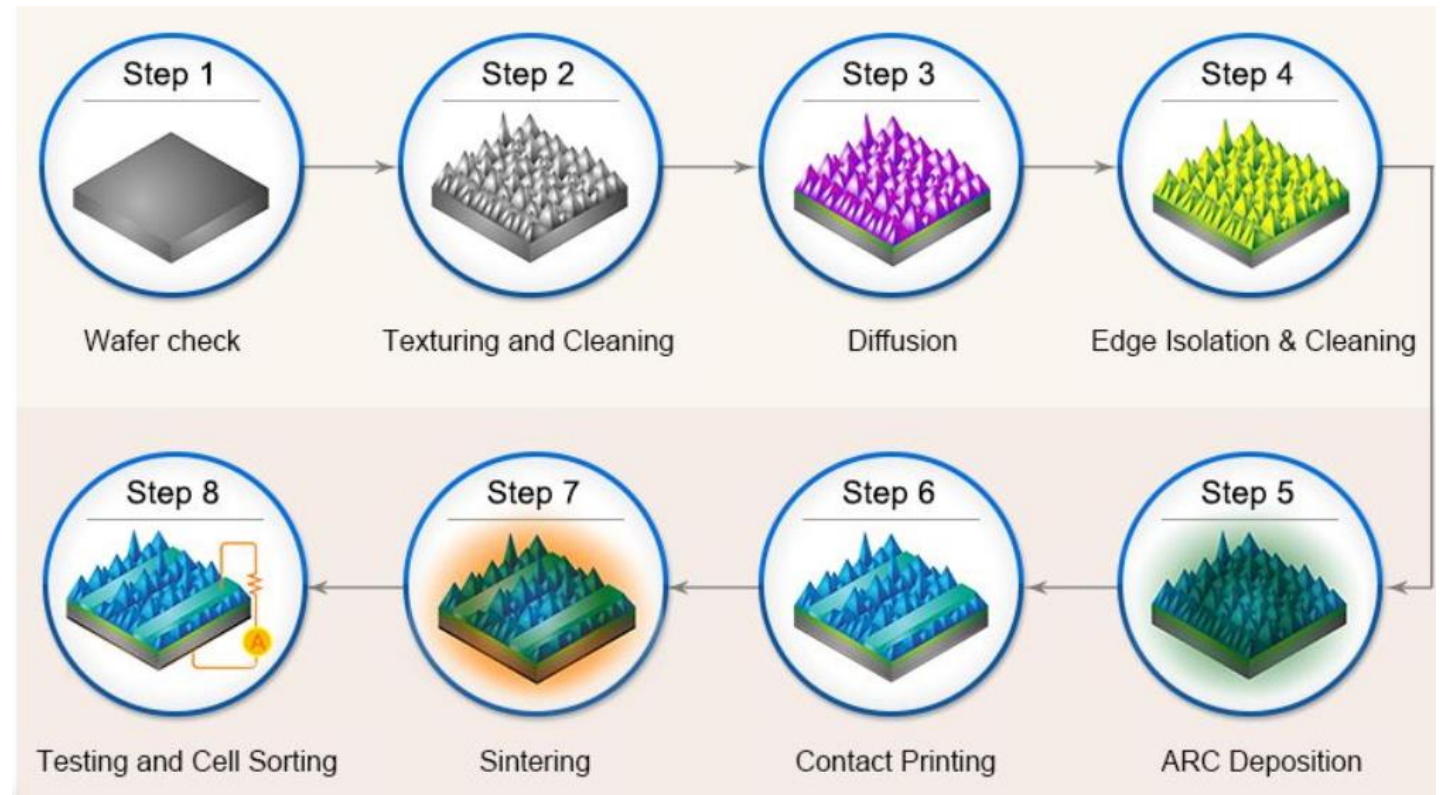 Step 1
Step 2
Step 3
Step 4
Wafer check
Texturing and Cleaning
Diffusion
Edge Isolation & Cleaning
Step 8
Step 7
Step 6
Step 5
A
Testing and Cell Sorting
Sintering
Contact Printing
ARC Deposition